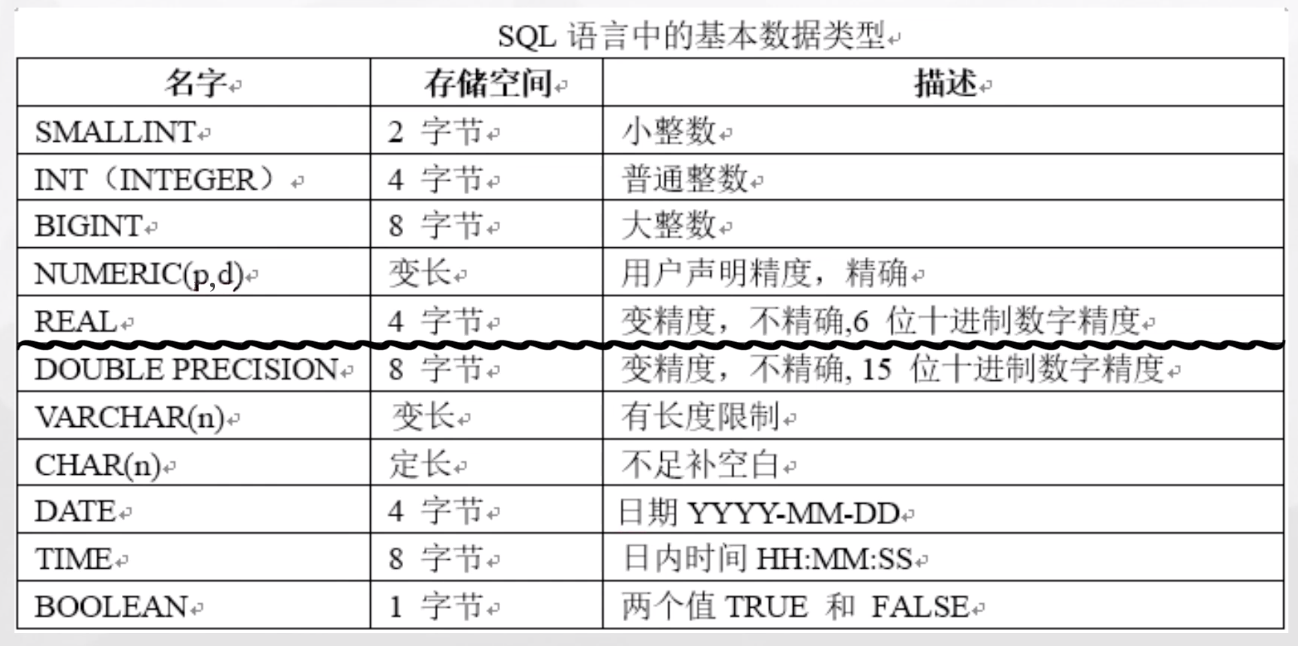 SQL 语言中的基本数据类型
名字 存储空间 描述
SMALLINT 2 字节 小整数
INT（INTEGER） 4 字节 普通整数
BIGINT 8 字节 大整数
NUMERIC(p,d) 变长 用户声明精度，精确
REAL 4 字节 变精度，不精确,6 位十进制数字精度
DOUBLE PRECISION 8 字节 变精度，不精确, 15 位十进制数字精度
VARCHAR(n) 变长 有长度限制
CHAR(n) 定长 不足补空白
DATE 4 字节 日期 YYYY-MM-DD
TIME 8 字节 日内时间 HH:MM:SS
BOOLEAN 1 字节 两个值 TRUE 和 FALSE